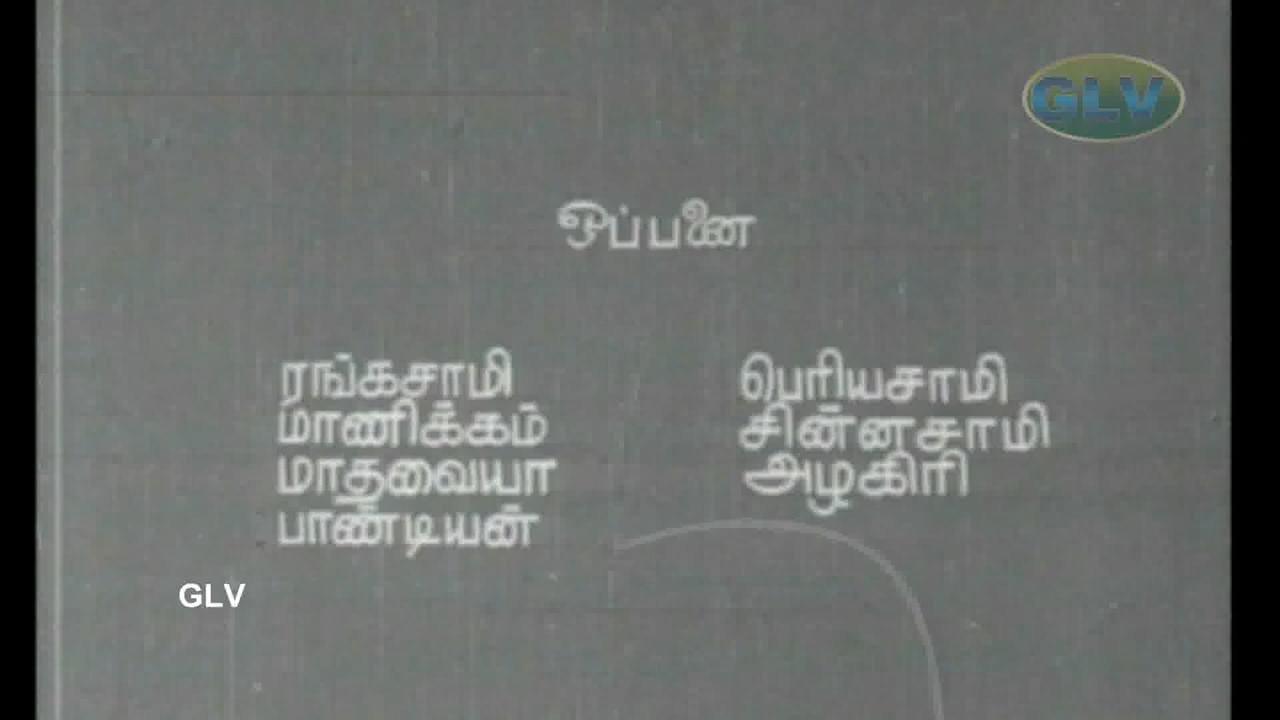 GLV
ஒப்பனை
ரங்கசாமி
மாணிக்கம்
மாதவையா
பாண்டியன்
பெரியசாமி
சின்னசாமி
அழகிரி
GLV